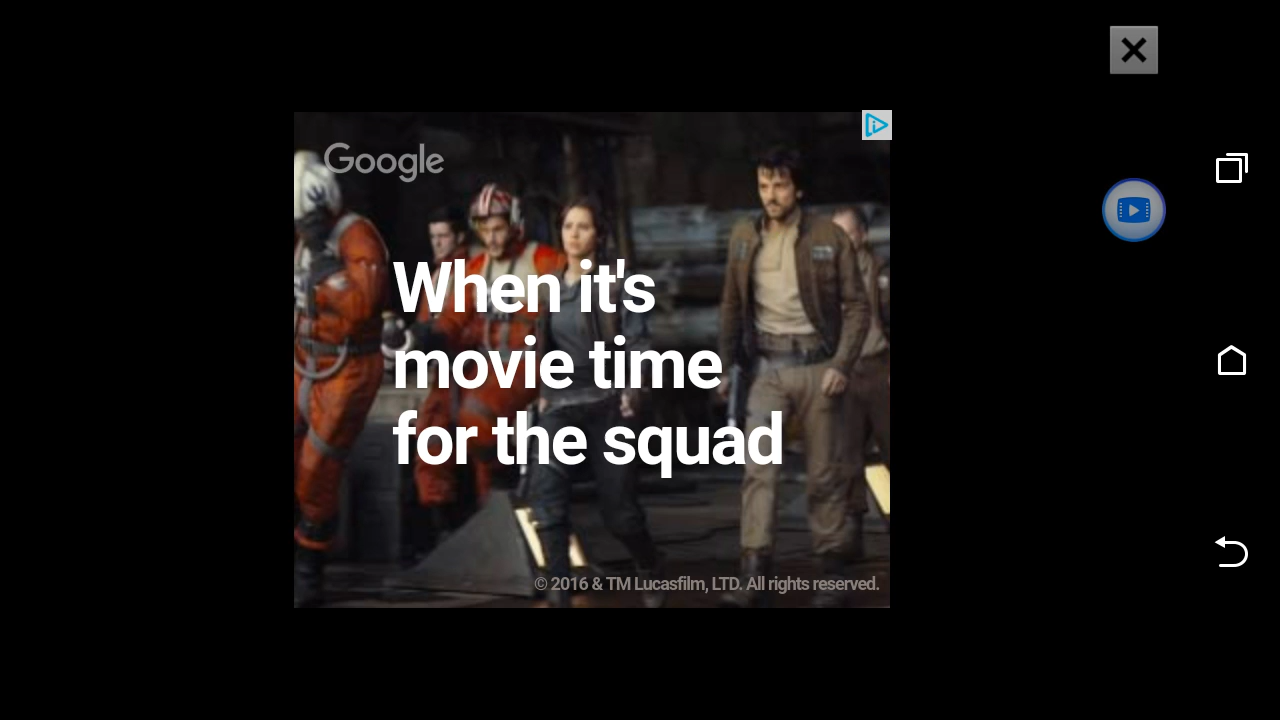 Google
When it's
movie time
for the squad
© 2016 & TM Lucasfilm, LTD. All rights reserved.